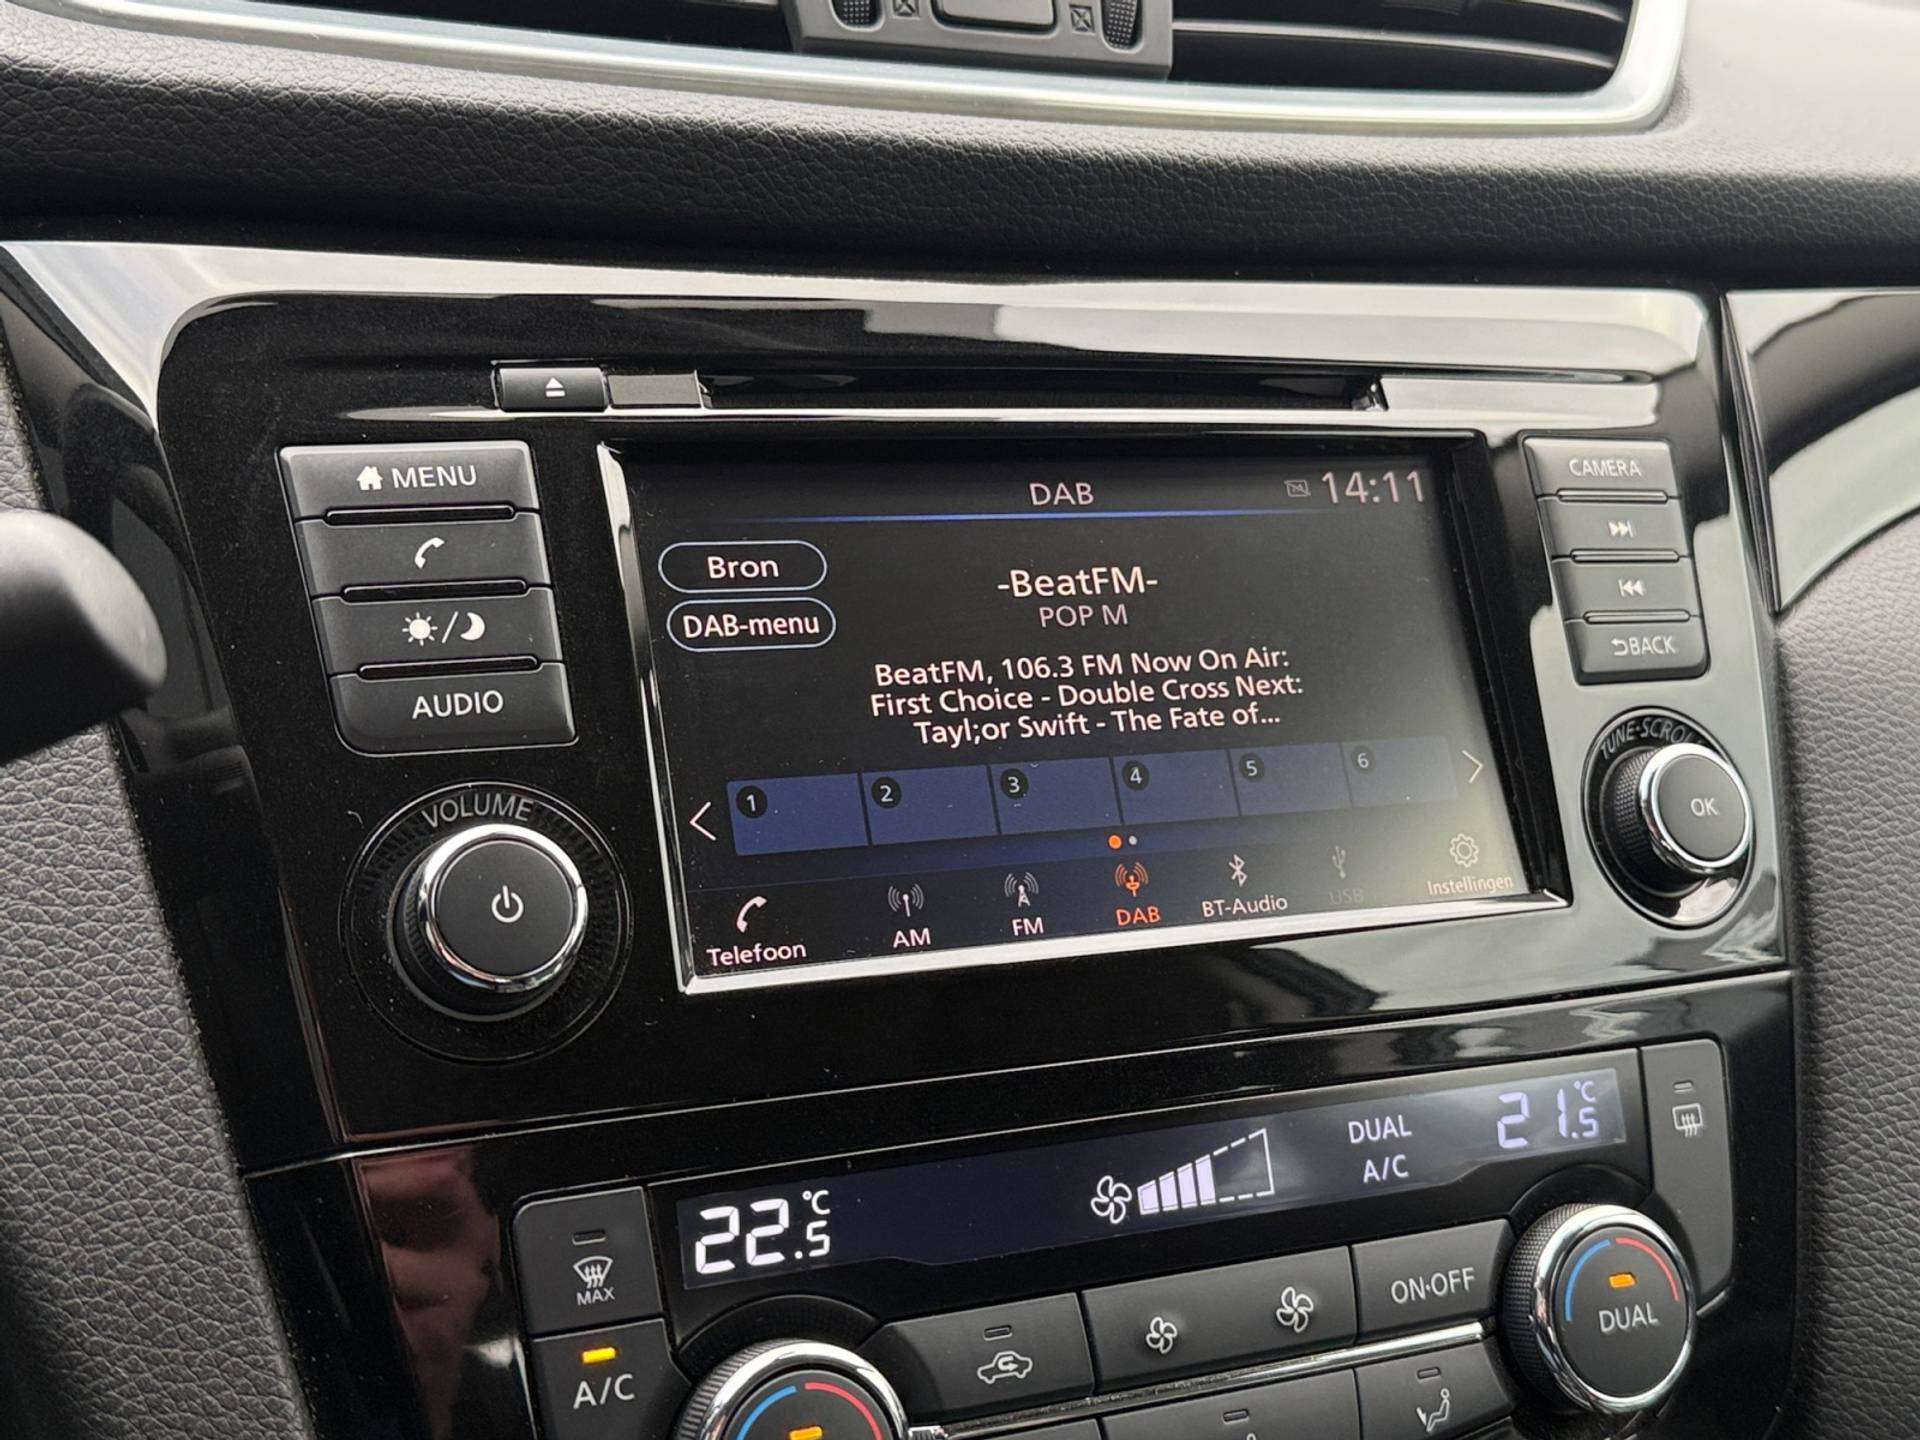 MENU
AUDIO
VOLUME
DAB
14:11
Bron
DAB-menu
-BeatFM-
POP M
BeatFM, 106.3 FM Now On Air:
First Choice - Double Cross Next:
Tayl;or Swift - The Fate of...
1 2 3 4 5 6
Telefoon AM FM DAB BT-Audio USB Instellingen
CAMERA
BACK
TUNE·SCROLL
OK
22.5 °C
DUAL
A/C
21.5 °C
MAX
A/C
ON·OFF
DUAL